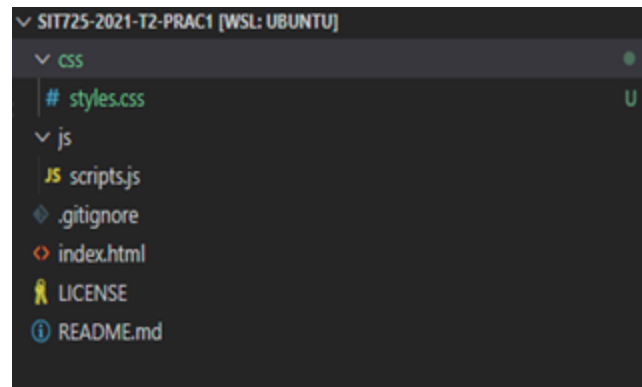 SIT725-2021-T2-PRAC1 [WSL: UBUNTU]
css
# styles.css U
js
JS scripts.js
.gitignore
<> index.html
LICENSE
README.md